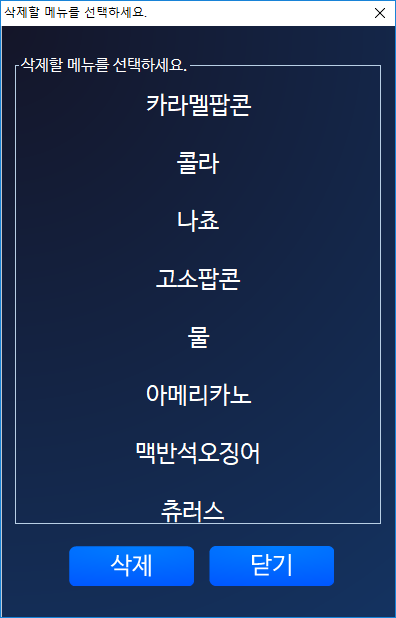 삭제할 메뉴를 선택하세요.
삭제할 메뉴를 선택하세요.
카라멜팝콘
콜라
나쵸
고소팝콘
물
아메리카노
맥반석오징어
츄러스
삭제 닫기